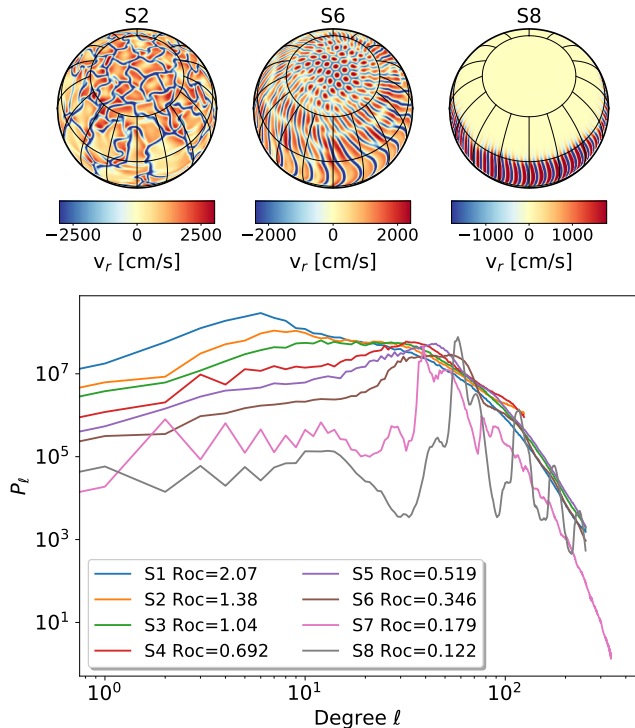 S2 S6 S8
−2500 0 2500 −2000 0 2000 −1000 0 1000
v_r [cm/s] v_r [cm/s] v_r [cm/s]
10^7
10^5
10^3
10^1
P_ℓ
S1 Roc=2.07 S5 Roc=0.519
S2 Roc=1.38 S6 Roc=0.346
S3 Roc=1.04 S7 Roc=0.179
S4 Roc=0.692 S8 Roc=0.122
10^0 10^1 10^2
Degree ℓ